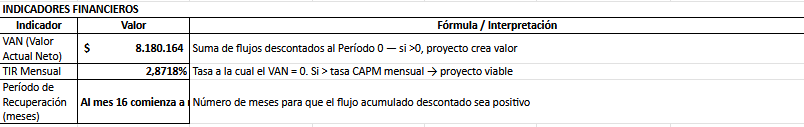 INDICADORES FINANCIEROS
Indicador Valor Fórmula / Interpretación
VAN (Valor
Actual Neto) $ 8.180.164 Suma de flujos descontados al Período 0 — si >0, proyecto crea valor
TIR Mensual 2,8718% Tasa a la cual el VAN = 0. Si > tasa CAPM mensual → proyecto viable
Período de
Recuperación Al mes 16 comienza a Número de meses para que el flujo acumulado descontado sea positivo
(meses)